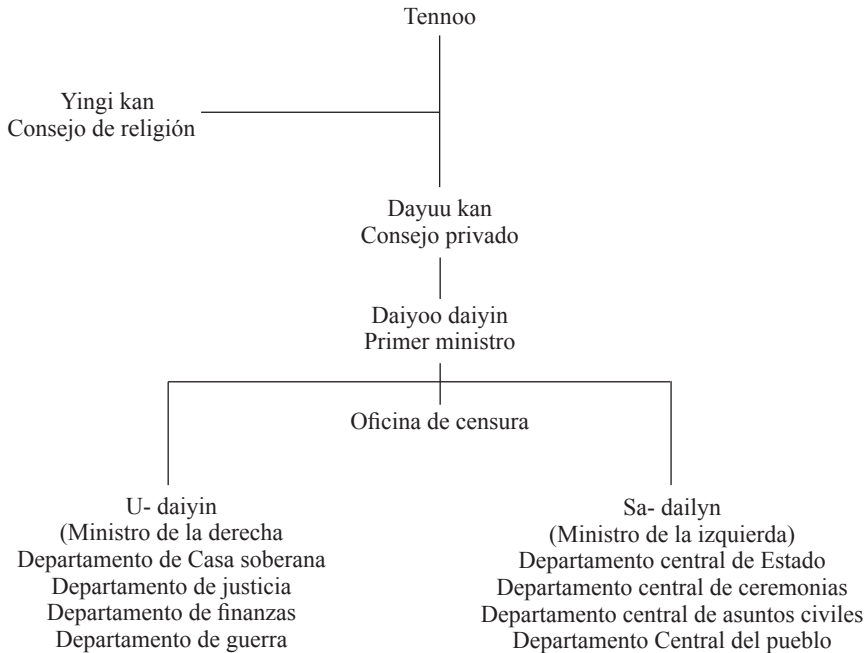 Tennoo
Yingi kan
Consejo de religión
Dayuu kan
Consejo privado
Daiyoo daiyin
Primer ministro
Oficina de censura
U- daiyin
(Ministro de la derecha
Departamento de Casa soberana
Departamento de justicia
Departamento de finanzas
Departamento de guerra
Sa- dailyn
(Ministro de la izquierda)
Departamento central de Estado
Departamento central de ceremonias
Departamento central de asuntos civiles
Departamento Central del pueblo